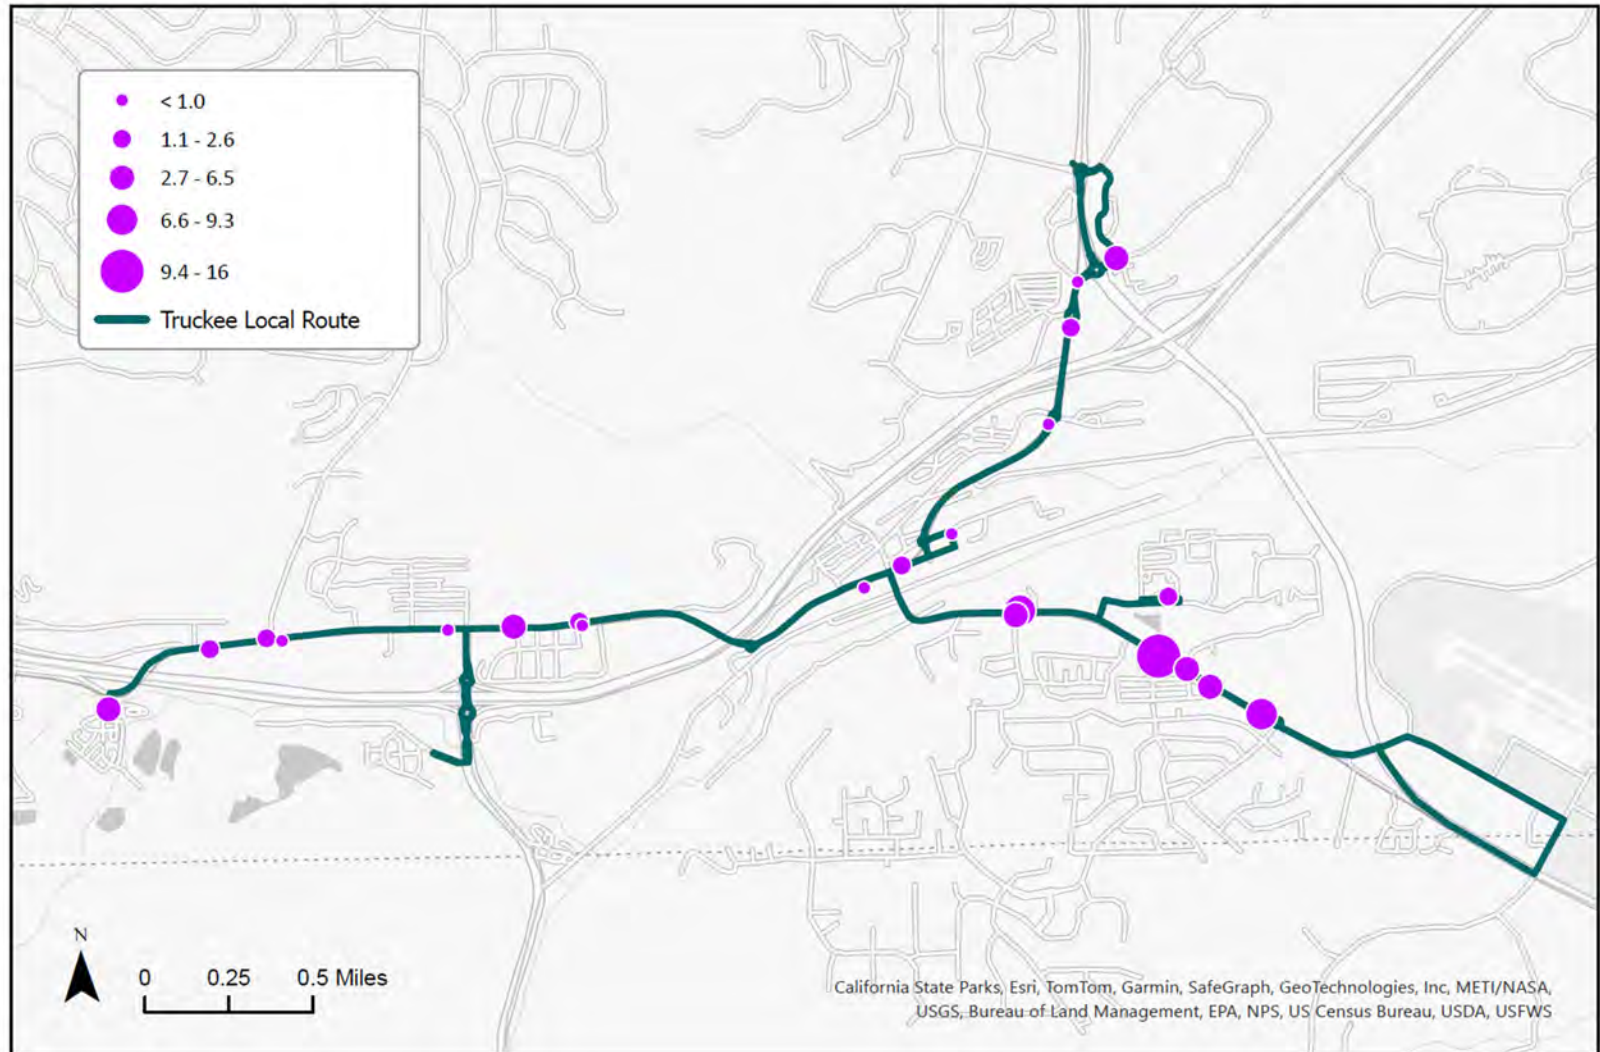 < 1.0
1.1 - 2.6
2.7 - 6.5
6.6 - 9.3
9.4 - 16
Truckee Local Route
N
0 0.25 0.5 Miles
California State Parks, Esri, TomTom, Garmin, SafeGraph, GeoTechnologies, Inc, METI/NASA,
USGS, Bureau of Land Management, EPA, NPS, US Census Bureau, USDA, USFWS